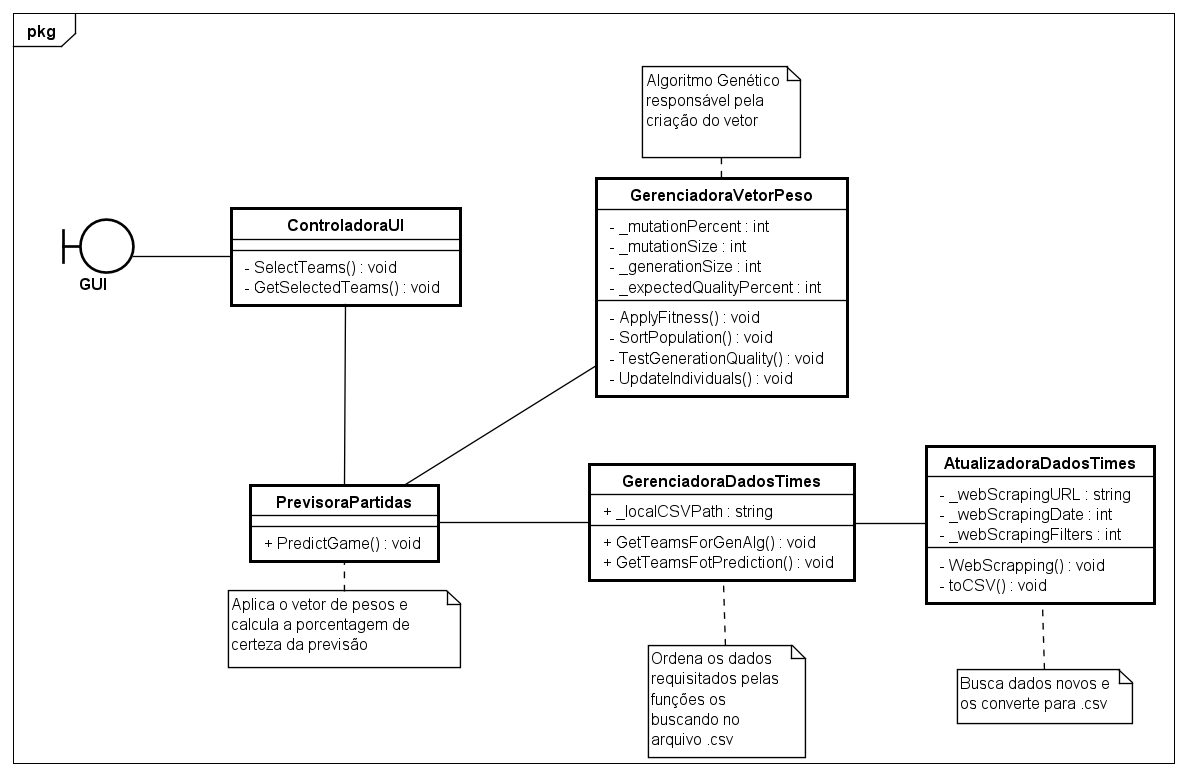 pkg
Algoritmo Genético
responsável pela
criação do vetor
GerenciadoraVetorPeso
- _mutationPercent : int
- _mutationSize : int
- _generationSize : int
- _expectedQualityPercent : int
- ApplyFitness() : void
- SortPopulation() : void
- TestGenerationQuality() : void
- UpdateIndividuals() : void
ControladoraUI
- SelectTeams() : void
- GetSelectedTeams() : void
GUI
PrevisoraPartidas
+ PredictGame() : void
Aplica o vetor de pesos e
calcula a porcentagem de
certeza da previsão
GerenciadoraDadosTimes
+ _localCSVPath : string
+ GetTeamsForGenAlg() : void
+ GetTeamsFotPrediction() : void
Ordena os dados
requisitados pelas
funções os
buscando no
arquivo .csv
AtualizadoraDadosTimes
- _webScrapingURL : string
- _webScrapingDate : int
- _webScrapingFilters : int
- WebScrapping() : void
- toCSV() : void
Busca dados novos e
os converte para .csv